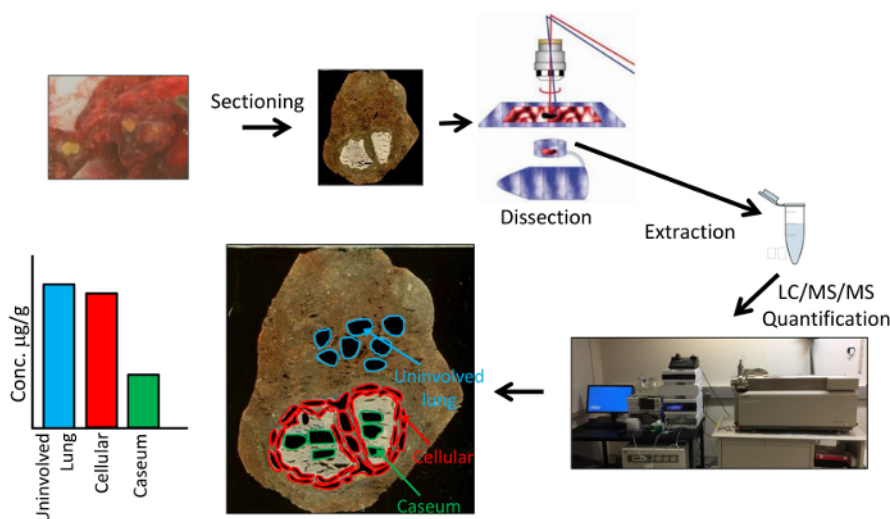 Sectioning
Dissection
Extraction
LC/MS/MS
Quantification
Uninvolved
lung
Cellular
Caseum
Conc. µg/g
Uninvolved
Lung
Cellular
Caseum